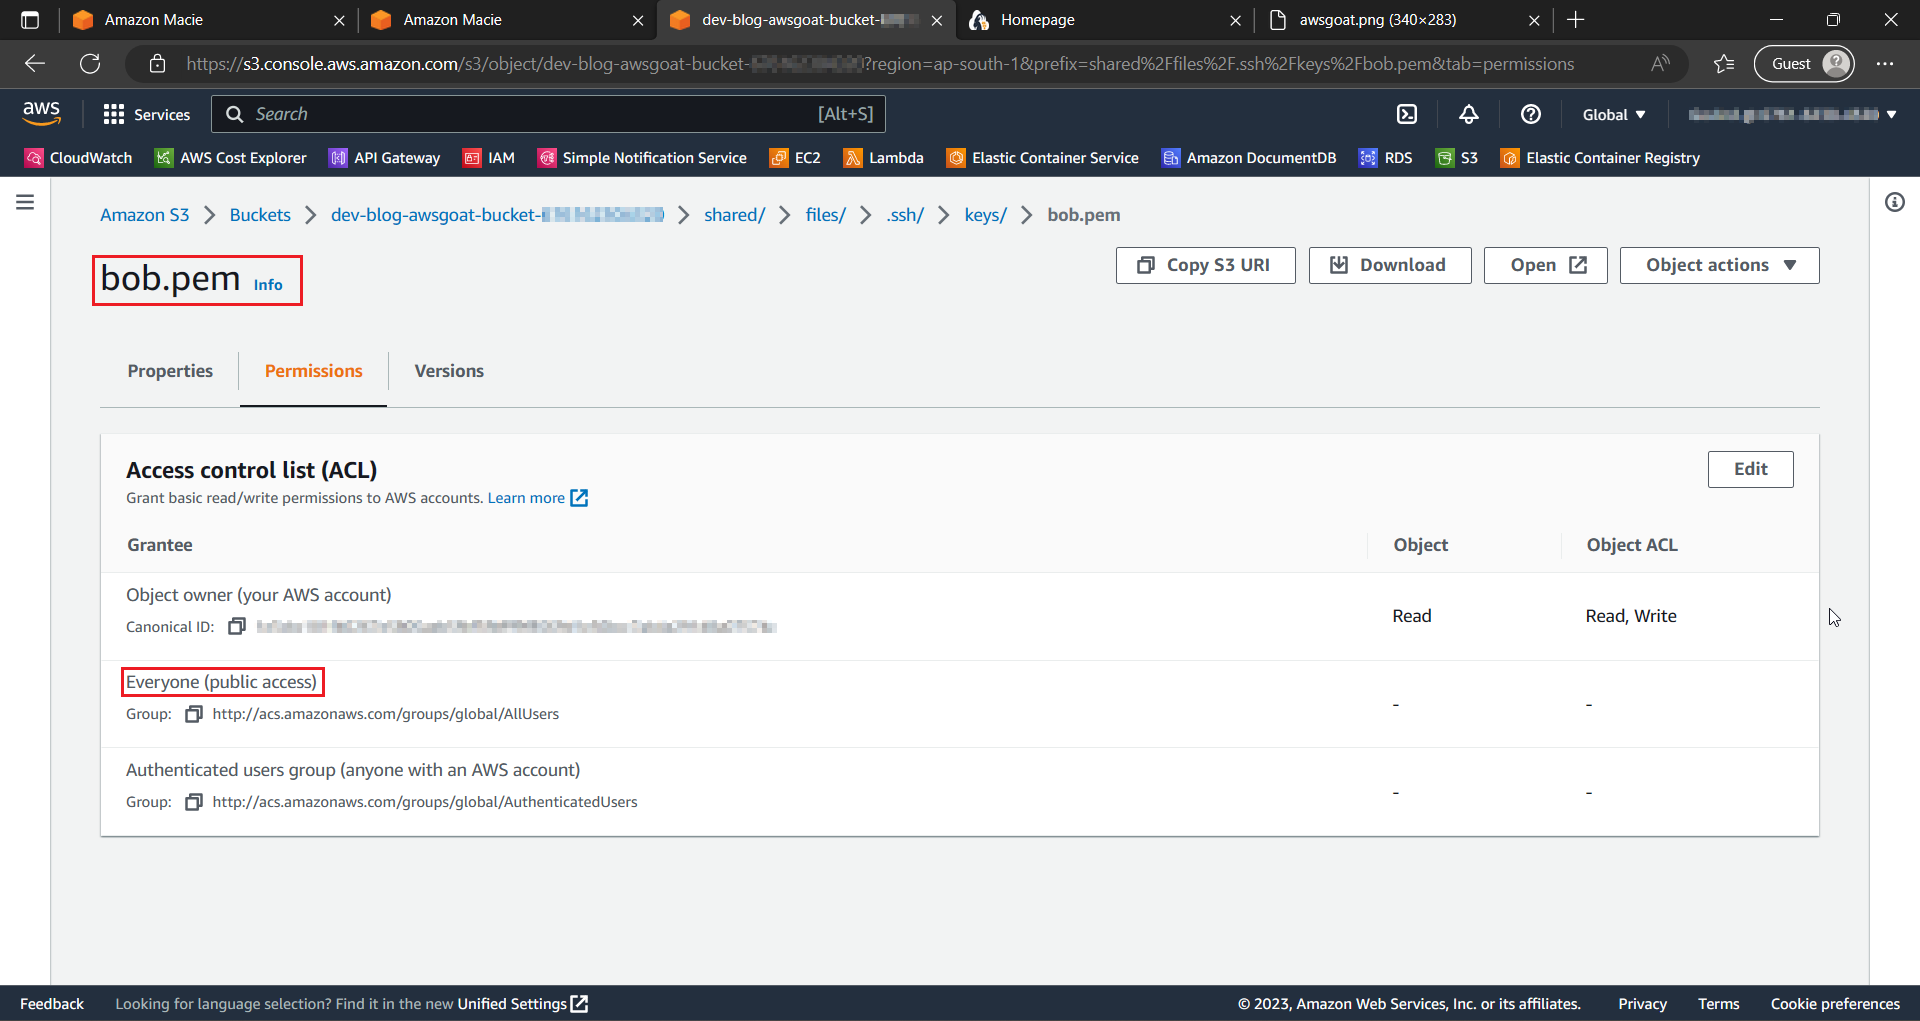 Amazon Macie
Amazon Macie
dev-blog-awsgoat-bucket-
Homepage
awsgoat.png (340×283)
https://s3.console.aws.amazon.com/s3/object/dev-blog-awsgoat-bucket-
?region=ap-south-1&prefix=shared%2Ffiles%2F.ssh%2Fkeys%2Fbob.pem&tab=permissions
A))
Guest
aws
Services
Search
[Alt+S]
Global
CloudWatch
AWS Cost Explorer
API Gateway
IAM
Simple Notification Service
EC2
Lambda
Elastic Container Service
Amazon DocumentDB
RDS
S3
Elastic Container Registry
Amazon S3 > Buckets > dev-blog-awsgoat-bucket- > shared/ > files/ > .ssh/ > keys/ > bob.pem
bob.pem Info
Copy S3 URI
Download
Open
Object actions
Properties
Permissions
Versions
Access control list (ACL)
Edit
Grant basic read/write permissions to AWS accounts. Learn more
Grantee
Object
Object ACL
Object owner (your AWS account)
Canonical ID:
Read
Read, Write
Everyone (public access)
Group: http://acs.amazonaws.com/groups/global/AllUsers
-
-
Authenticated users group (anyone with an AWS account)
Group: http://acs.amazonaws.com/groups/global/AuthenticatedUsers
-
-
Feedback
Looking for language selection? Find it in the new Unified Settings
© 2023, Amazon Web Services, Inc. or its affiliates.
Privacy
Terms
Cookie preferences